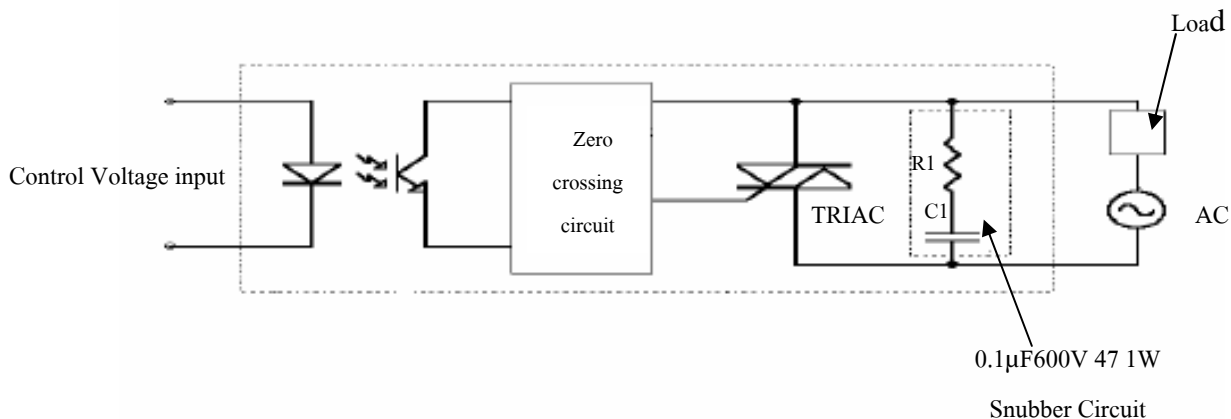 Load
Zero
crossing
circuit
R1
Control Voltage input
C1
TRIAC
AC
0.1μF600V 47 1W
Snubber Circuit